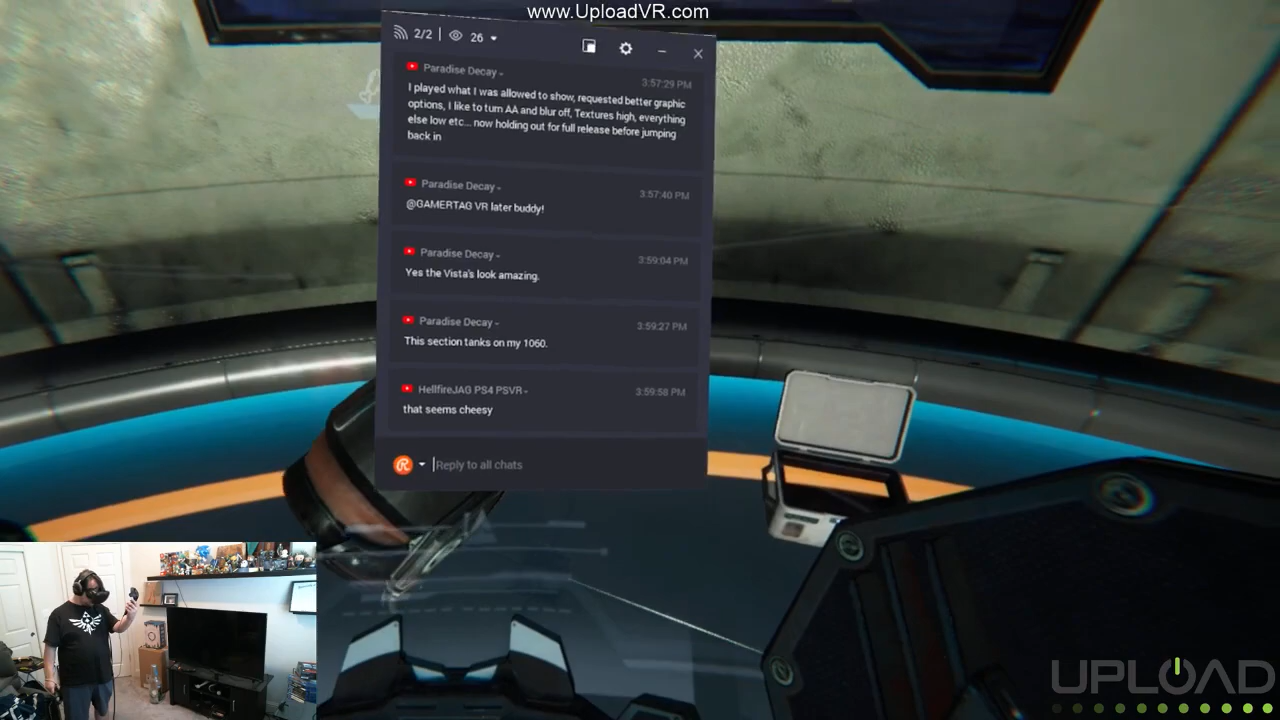 www.UploadVR.com
2/2 | 26
Paradise Decay 3:57:29 PM
I played what I was allowed to show, requested better graphic
options, I like to turn AA and blur off, Textures high, everything
else low etc... now holding out for full release before jumping
back in
Paradise Decay 3:57:40 PM
@GAMERTAG VR later buddy!
Paradise Decay 3:59:04 PM
Yes the Vista's look amazing.
Paradise Decay 3:59:27 PM
This section tanks on my 1060.
HellfireJAG PS4 PSVR 3:59:58 PM
that seems cheesy
Reply to all chats
UPLOAD